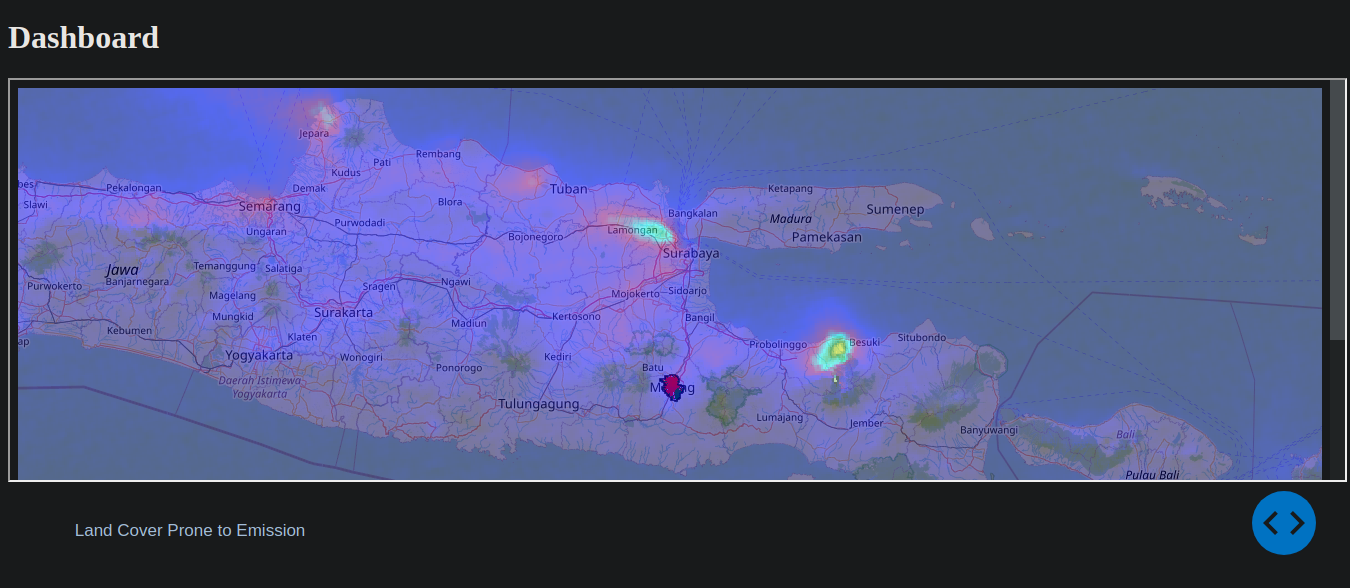 Dashboard
Jepara
Rembang
Pati
Kudus
bes
Pekalongan
Demak
Tuban
Ketapang
Slawi
Semarang
Blora
Bangkalan
Madura
Sumenep
Purwodadi
Ungaran
Lamongan
Bojonegoro
Pamekasan
Surabaya
Jawa
Temanggung
Salatiga
Banjarnegara
Ngawi
Purwokerto
Sragen
Magelang
Mojokerto
Sidoarjo
Surakarta
Mungkid
Kertosono
Bangil
Madiun
Kebumen
Klaten
Situbondo
ap
Probolinggo
Besuki
Yogyakarta
Wonogiri
Kediri
Ponorogo
Batu
Daerah Istimewa
Yogyakarta
Tulungagung
Lumajang
Jember
Banyuwangi
Bali
Pulau Bali
Land Cover Prone to Emission